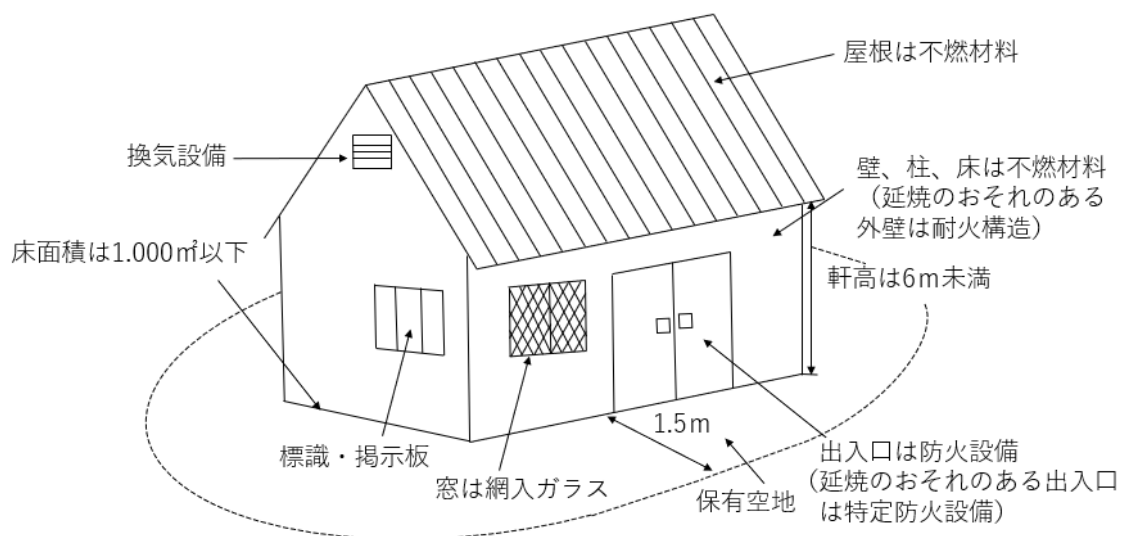 屋根は不燃材料
換気設備
壁、柱、床は不燃材料
（延焼のおそれのある
外壁は耐火構造）
床面積は1.000㎡以下
軒高は6ｍ未満
1.5ｍ
標識・掲示板
窓は網入ガラス
保有空地
出入口は防火設備
（延焼のおそれのある出入口
は特定防火設備）